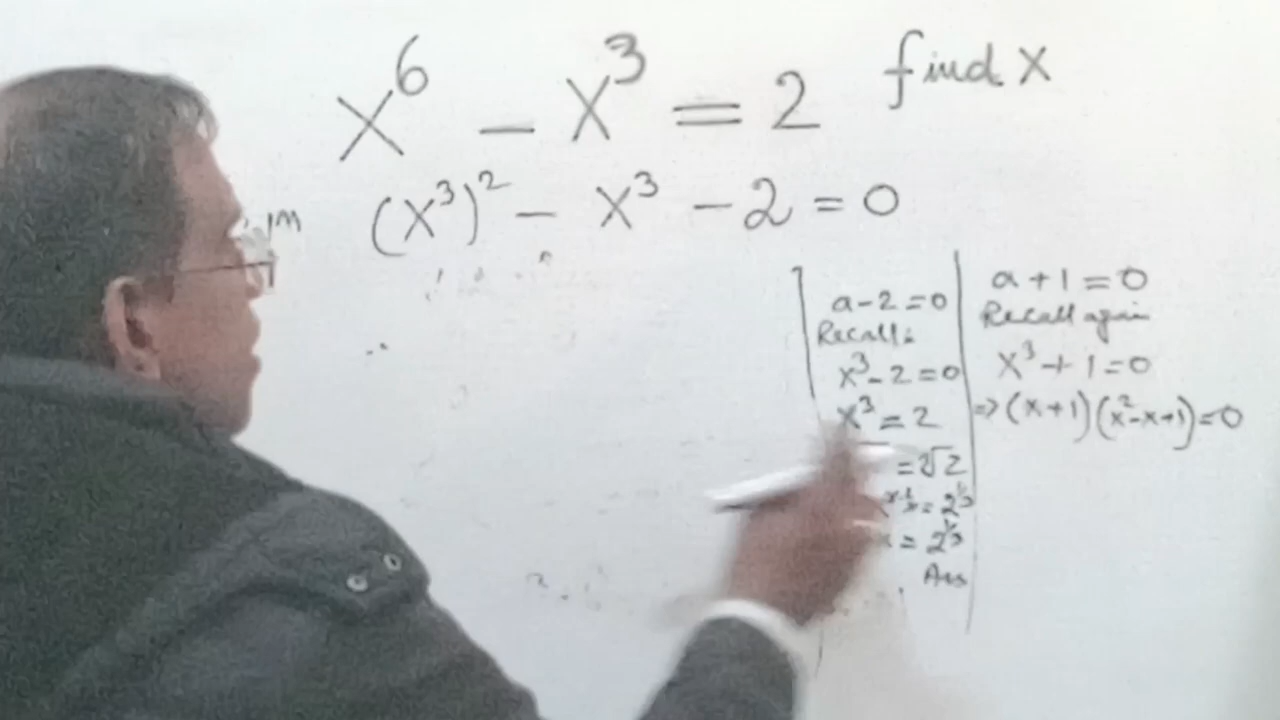 x⁶ − x³ = 2 find x
(x³)² − x³ − 2 = 0
a − 2 = 0
Recall:
x³ − 2 = 0
x³ = 2
= ∛2
= 2^⅓
x = 2^⅓
Ans
a + 1 = 0
Recall again
x³ + 1 = 0
⇒ (x+1)(x²−x+1) = 0